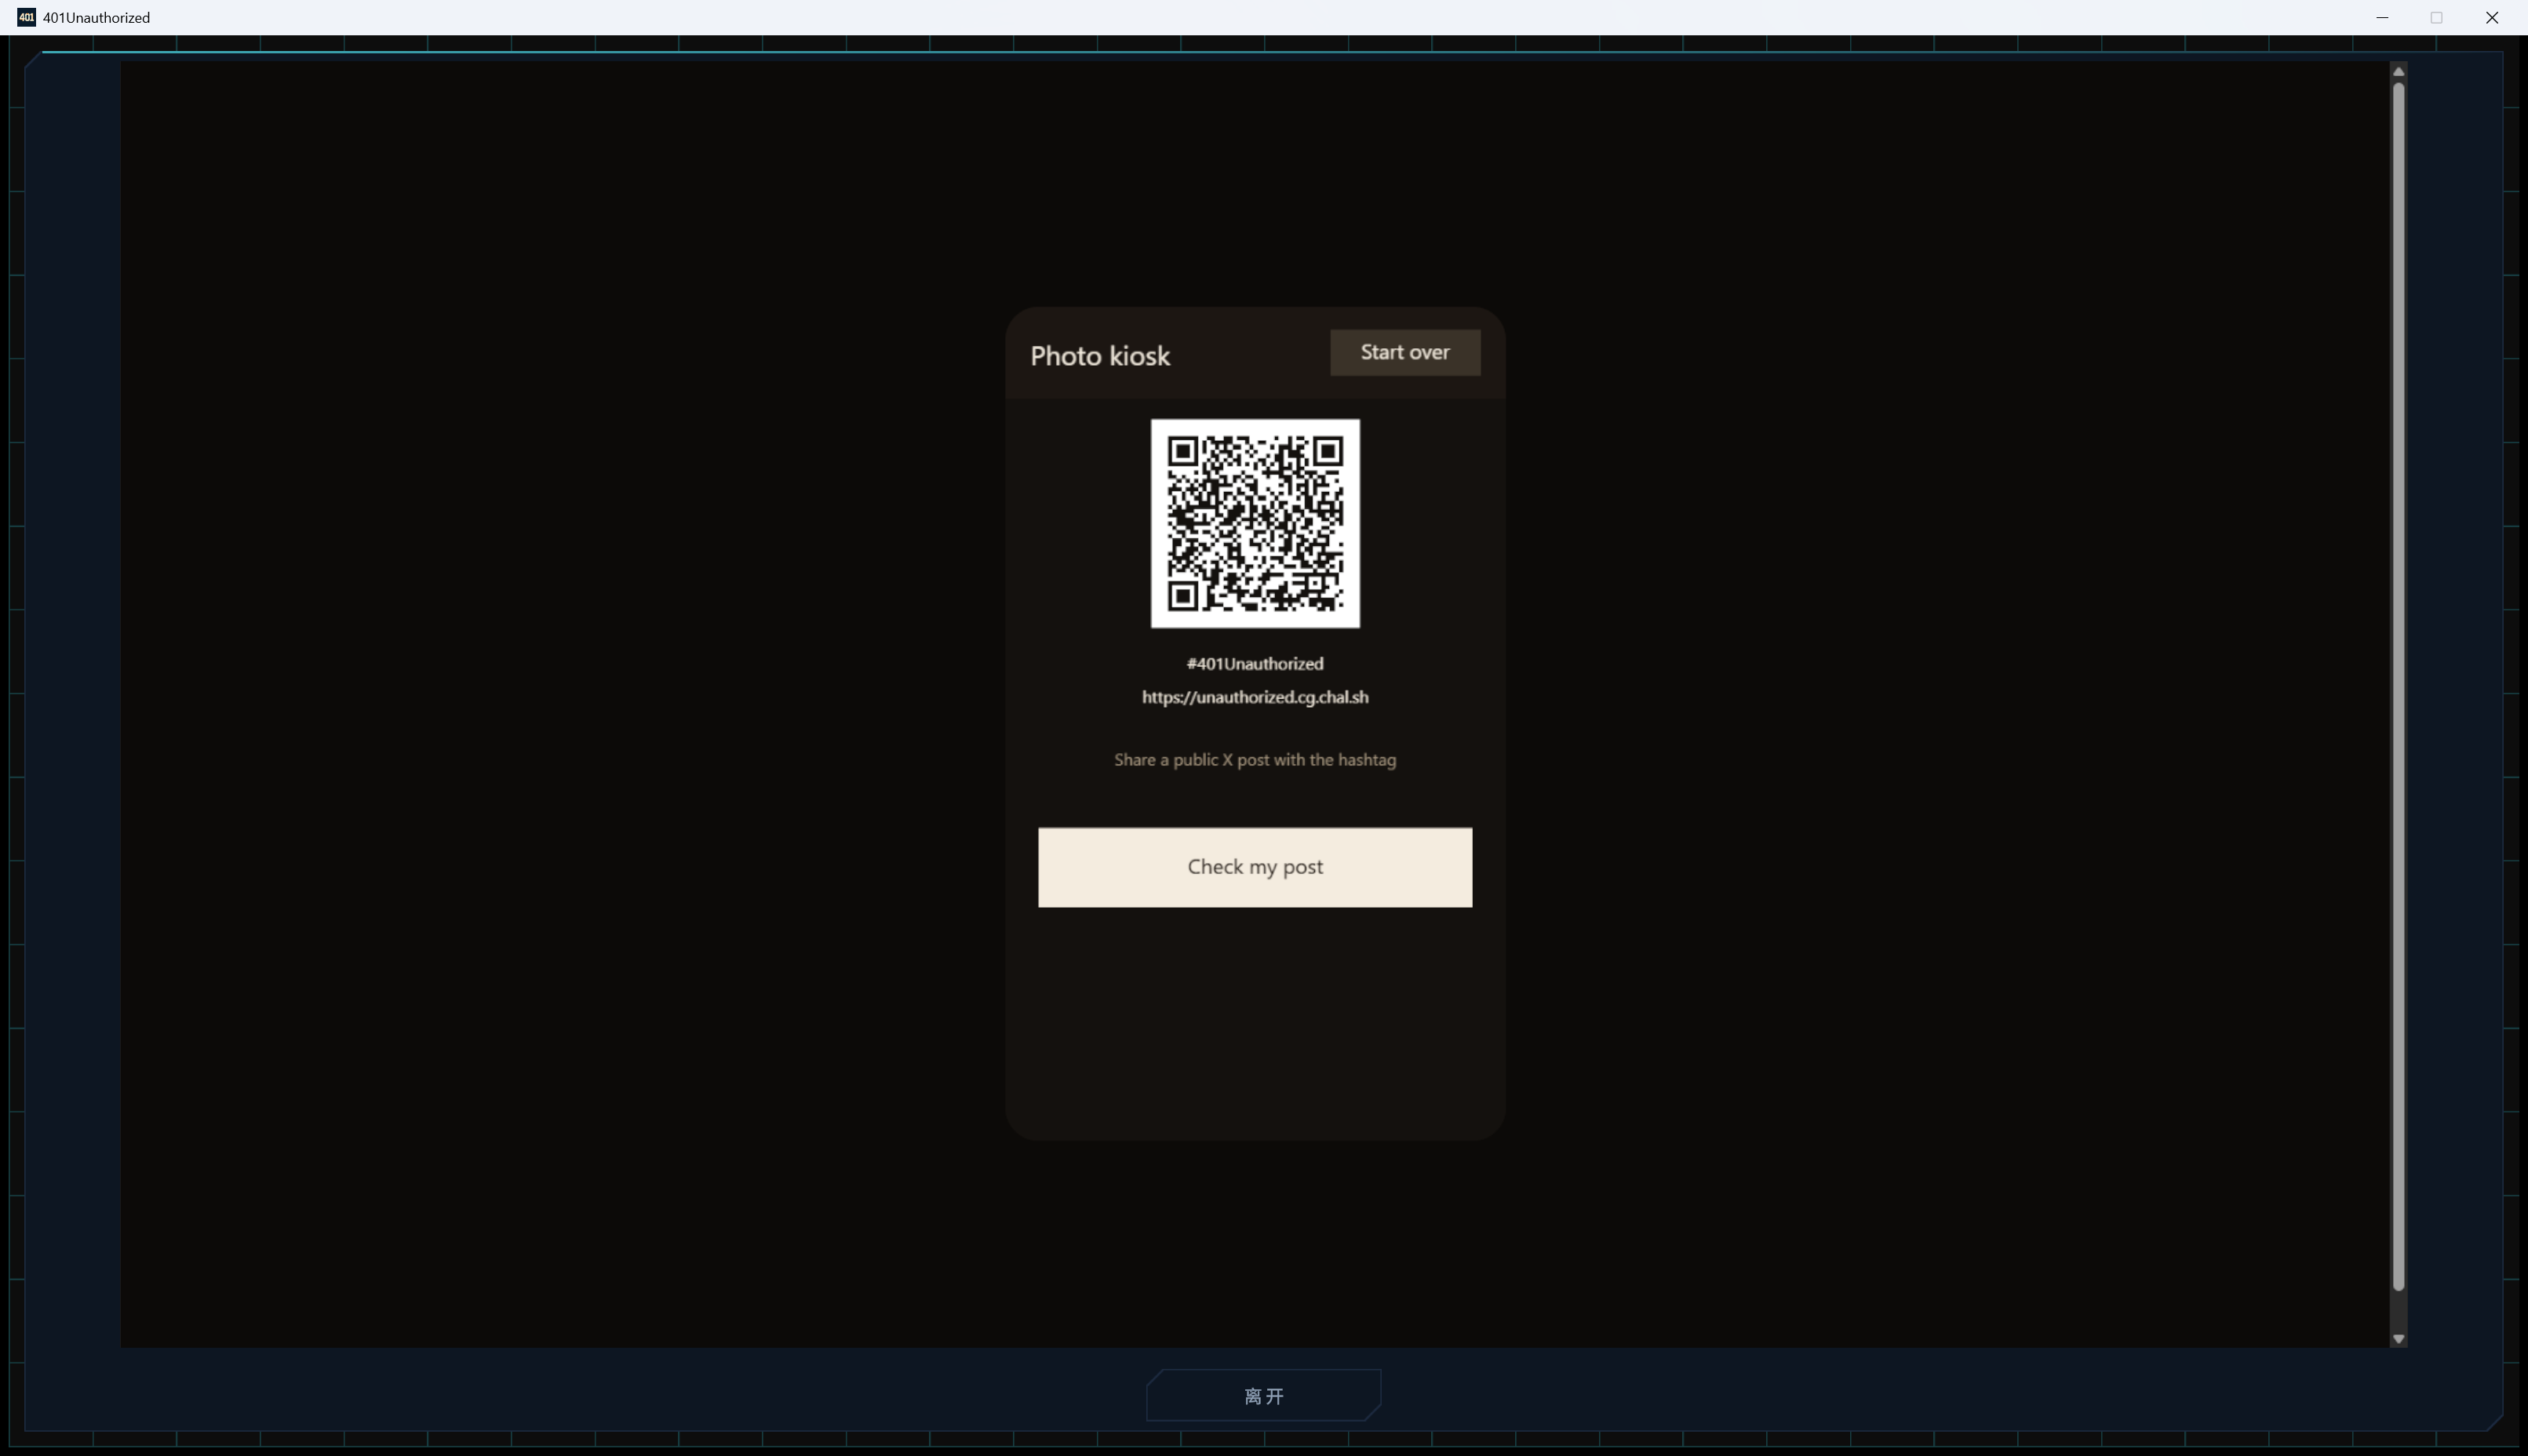 401 401Unauthorized
Photo kiosk
Start over
#401Unauthorized
https://unauthorized.cg.chal.sh
Share a public X post with the hashtag
Check my post
离开